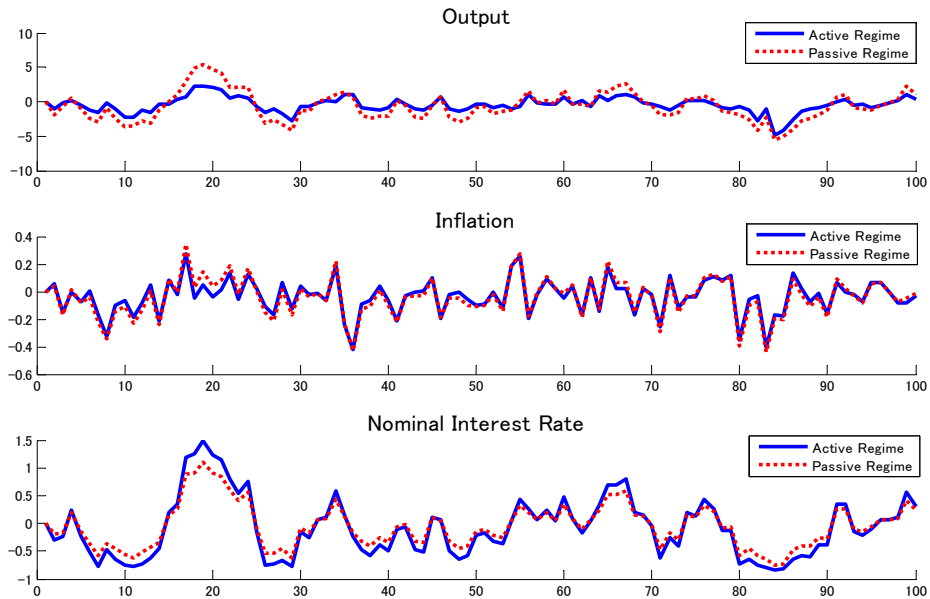 Output
10
5
0
−5
−10
0 10 20 30 40 50 60 70 80 90 100
Active Regime
Passive Regime
Inflation
0.4
0.2
0
−0.2
−0.4
−0.6
0 10 20 30 40 50 60 70 80 90 100
Active Regime
Passive Regime
Nominal Interest Rate
1.5
1
0.5
0
−0.5
−1
0 10 20 30 40 50 60 70 80 90 100
Active Regime
Passive Regime